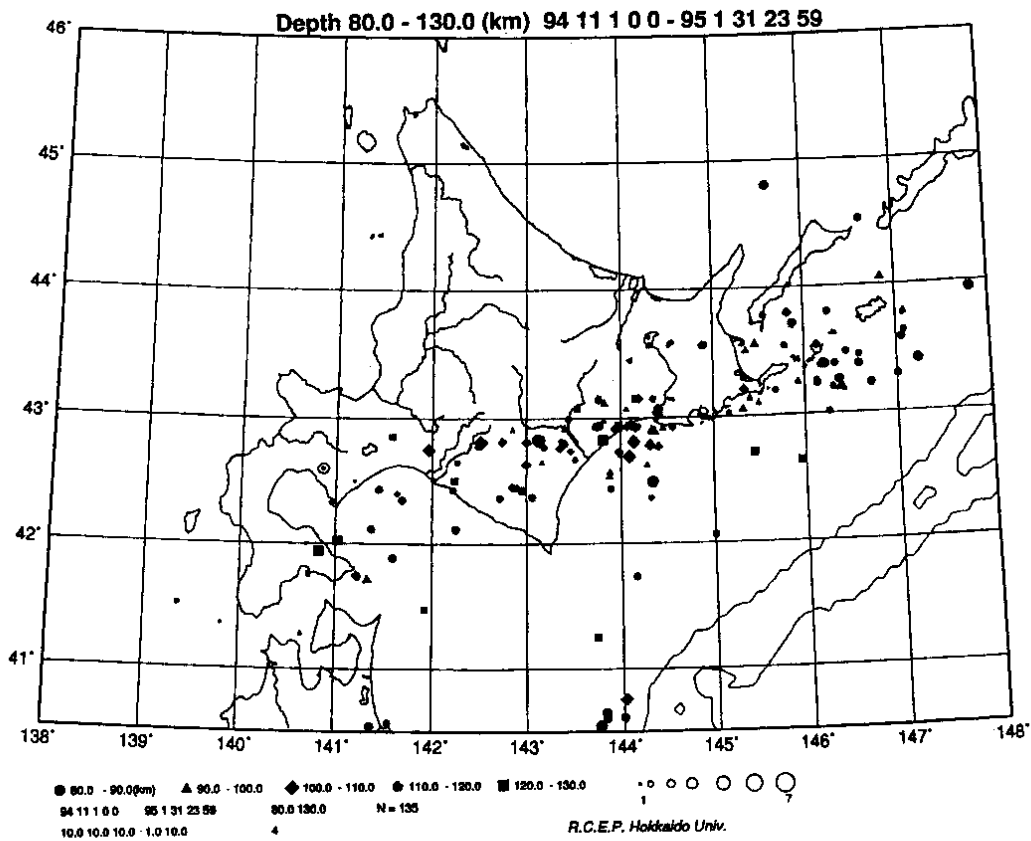 Depth 80.0 - 130.0 (km) 94 11 1 0 0 - 95 1 31 23 59
46°
45°
44°
43°
42°
41°
138° 139° 140° 141° 142° 143° 144° 145° 146° 147° 148°
80.0 - 90.0(km) 90.0 - 100.0 100.0 - 110.0 110.0 - 120.0 120.0 - 130.0
1 7
94 11 1 0 0 95 1 31 23 59 80.0 130.0 N = 135
10.0 10.0 10.0 - 1.0 10.0 4
R.C.E.P. Hokkaido Univ.